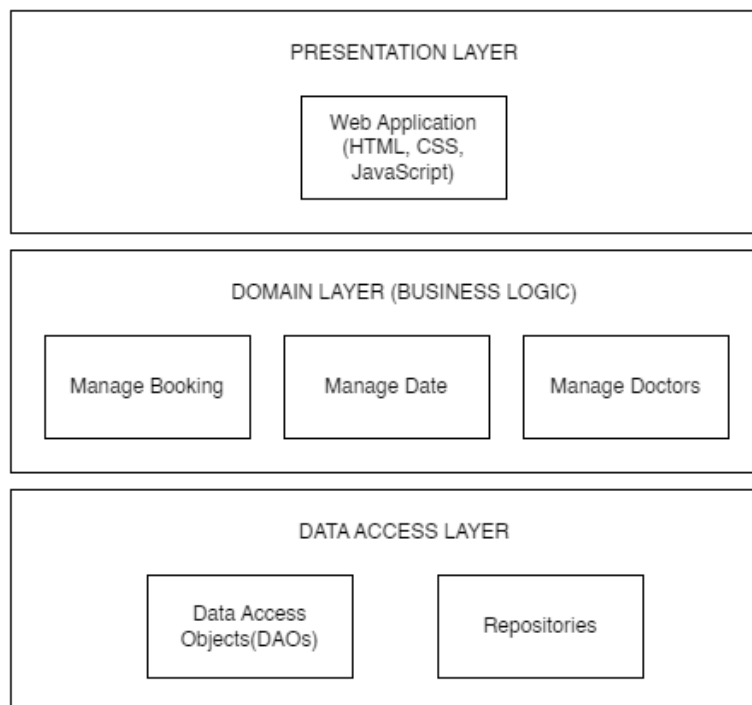 PRESENTATION LAYER
Web Application
(HTML, CSS,
JavaScript)
DOMAIN LAYER (BUSINESS LOGIC)
Manage Booking
Manage Date
Manage Doctors
DATA ACCESS LAYER
Data Access
Objects(DAOs)
Repositories